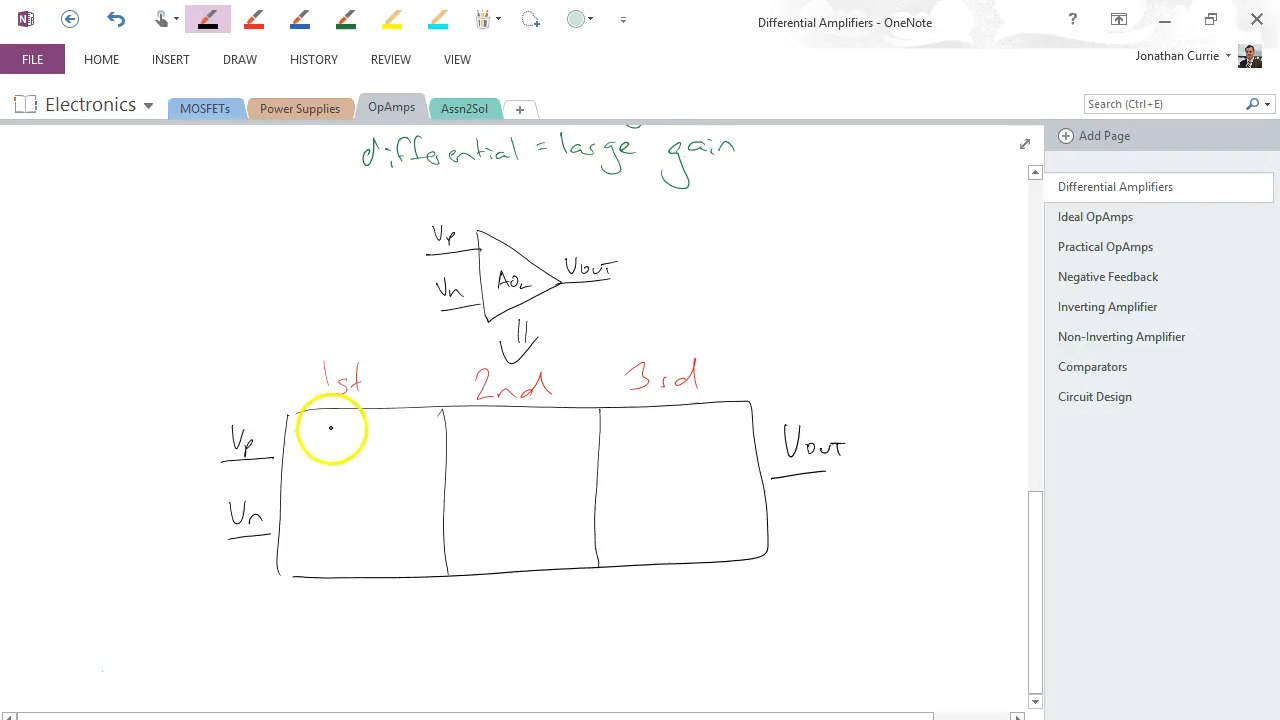 Differential Amplifiers - OneNote
?
FILE HOME INSERT DRAW HISTORY REVIEW VIEW
Jonathan Currie
Electronics
MOSFETs Power Supplies OpAmps Assn2Sol +
Search (Ctrl+E)
Add Page
Differential Amplifiers
Ideal OpAmps
Practical OpAmps
Negative Feedback
Inverting Amplifier
Non-Inverting Amplifier
Comparators
Circuit Design
differential = large gain
Vp
Vn
AOL
VOUT
1st 2nd 3rd
Vp
Vn
VOUT